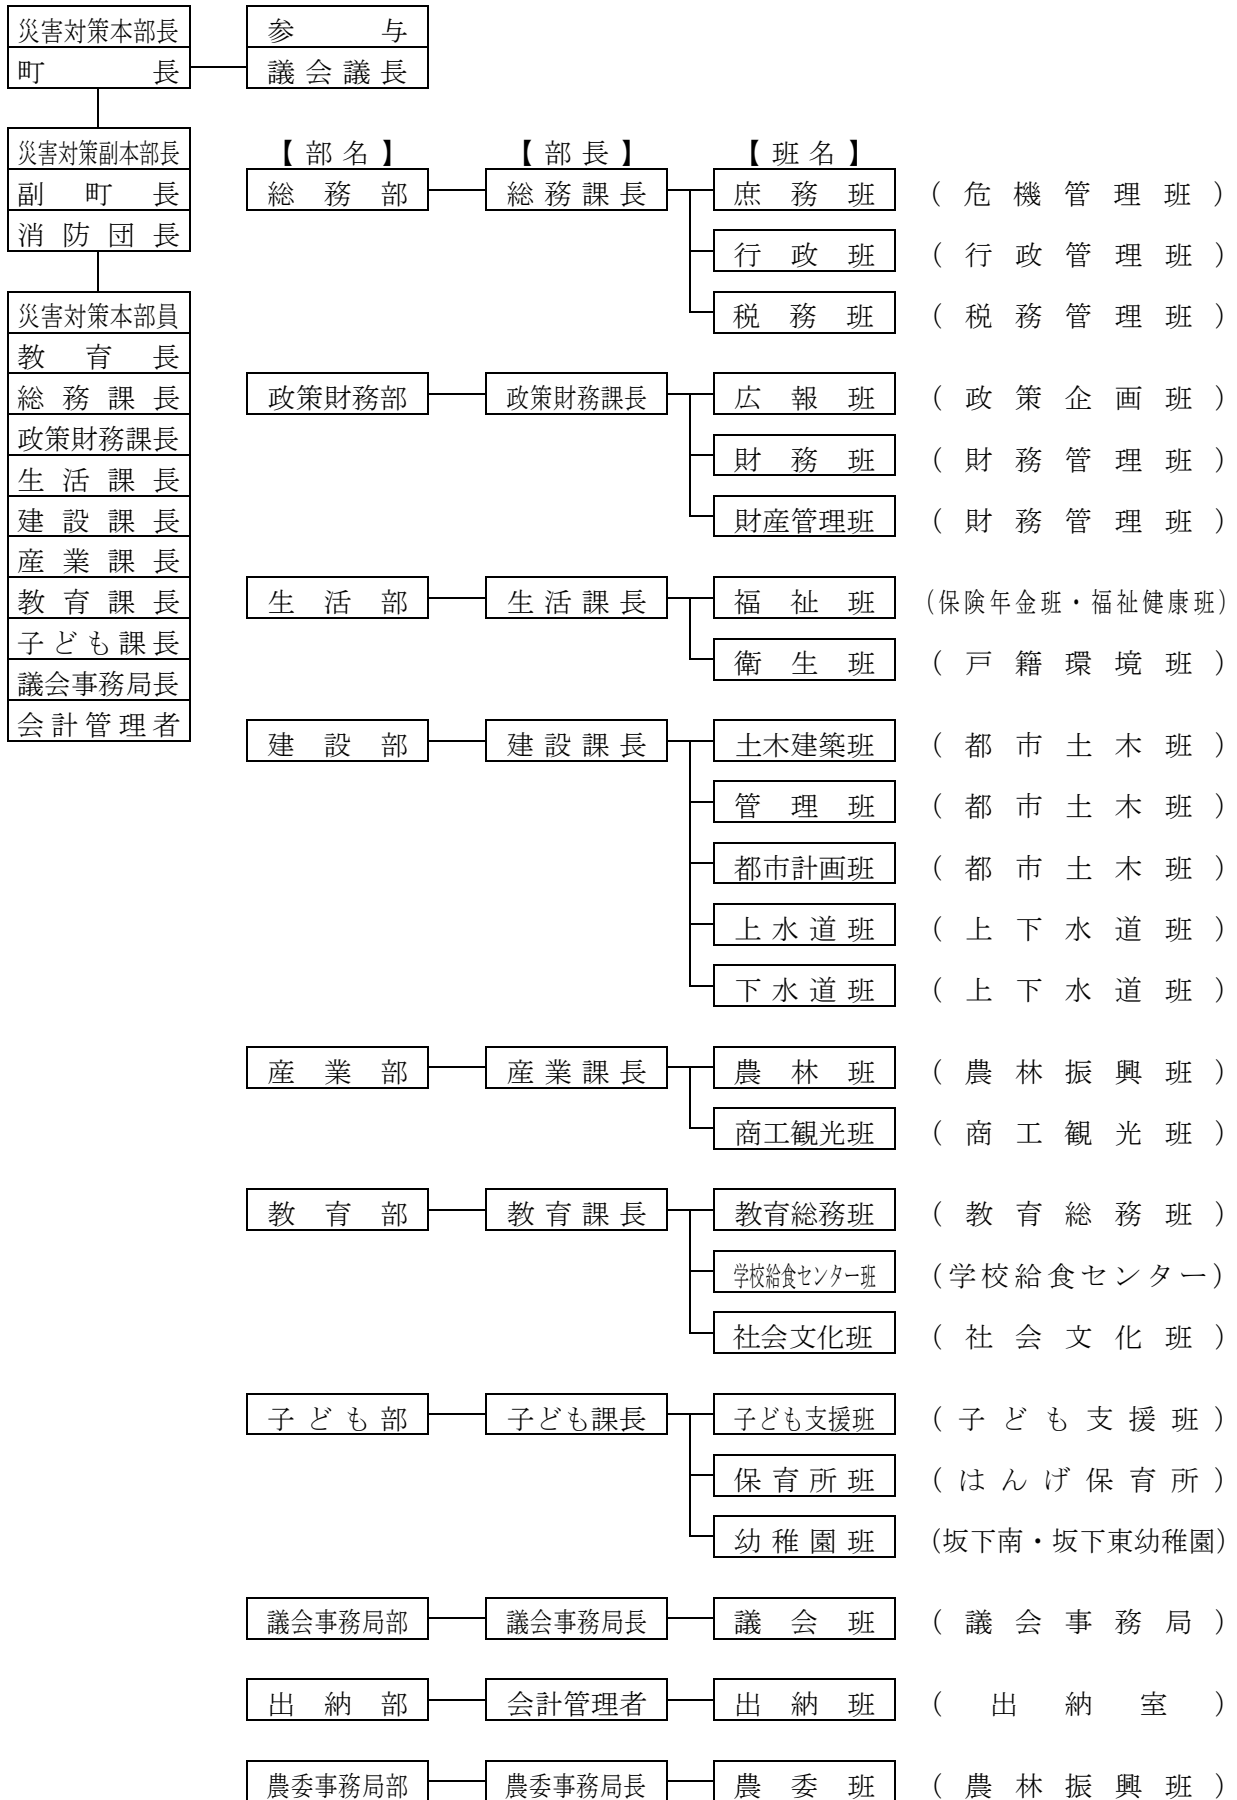 災害対策本部長 参与
町長 議会議長
災害対策副本部長 【部名】 【部長】 【班名】
副町長 総務部 総務課長 庶務班 (危機管理班)
消防団長 行政班 (行政管理班)
災害対策本部員 税務班 (税務管理班)
教育長
総務課長 政策財務部 政策財務課長 広報班 (政策企画班)
政策財務課長 財務班 (財務管理班)
生活課長
建設課長 財産管理班 (財務管理班)
産業課長
教育課長 生活部 生活課長 福祉班 (保険年金班・福祉健康班)
子ども課長
議会事務局長 衛生班 (戸籍環境班)
会計管理者
建設部 建設課長 土木建築班 (都市土木班)
管理班 (都市土木班)
都市計画班 (都市土木班)
上水道班 (上下水道班)
下水道班 (上下水道班)
産業部 産業課長 農林班 (農林振興班)
商工観光班 (商工観光班)
教育部 教育課長 教育総務班 (教育総務班)
学校給食センター班 (学校給食センター)
社会文化班 (社会文化班)
子ども部 子ども課長 子ども支援班 (子ども支援班)
保育所班 (はんげ保育所)
幼稚園班 (坂下南・坂下東幼稚園)
議会事務局部 議会事務局長 議会班 (議会事務局)
出納部 会計管理者 出納班 (出納室)
農委事務局部 農委事務局長 農委班 (農林振興班)